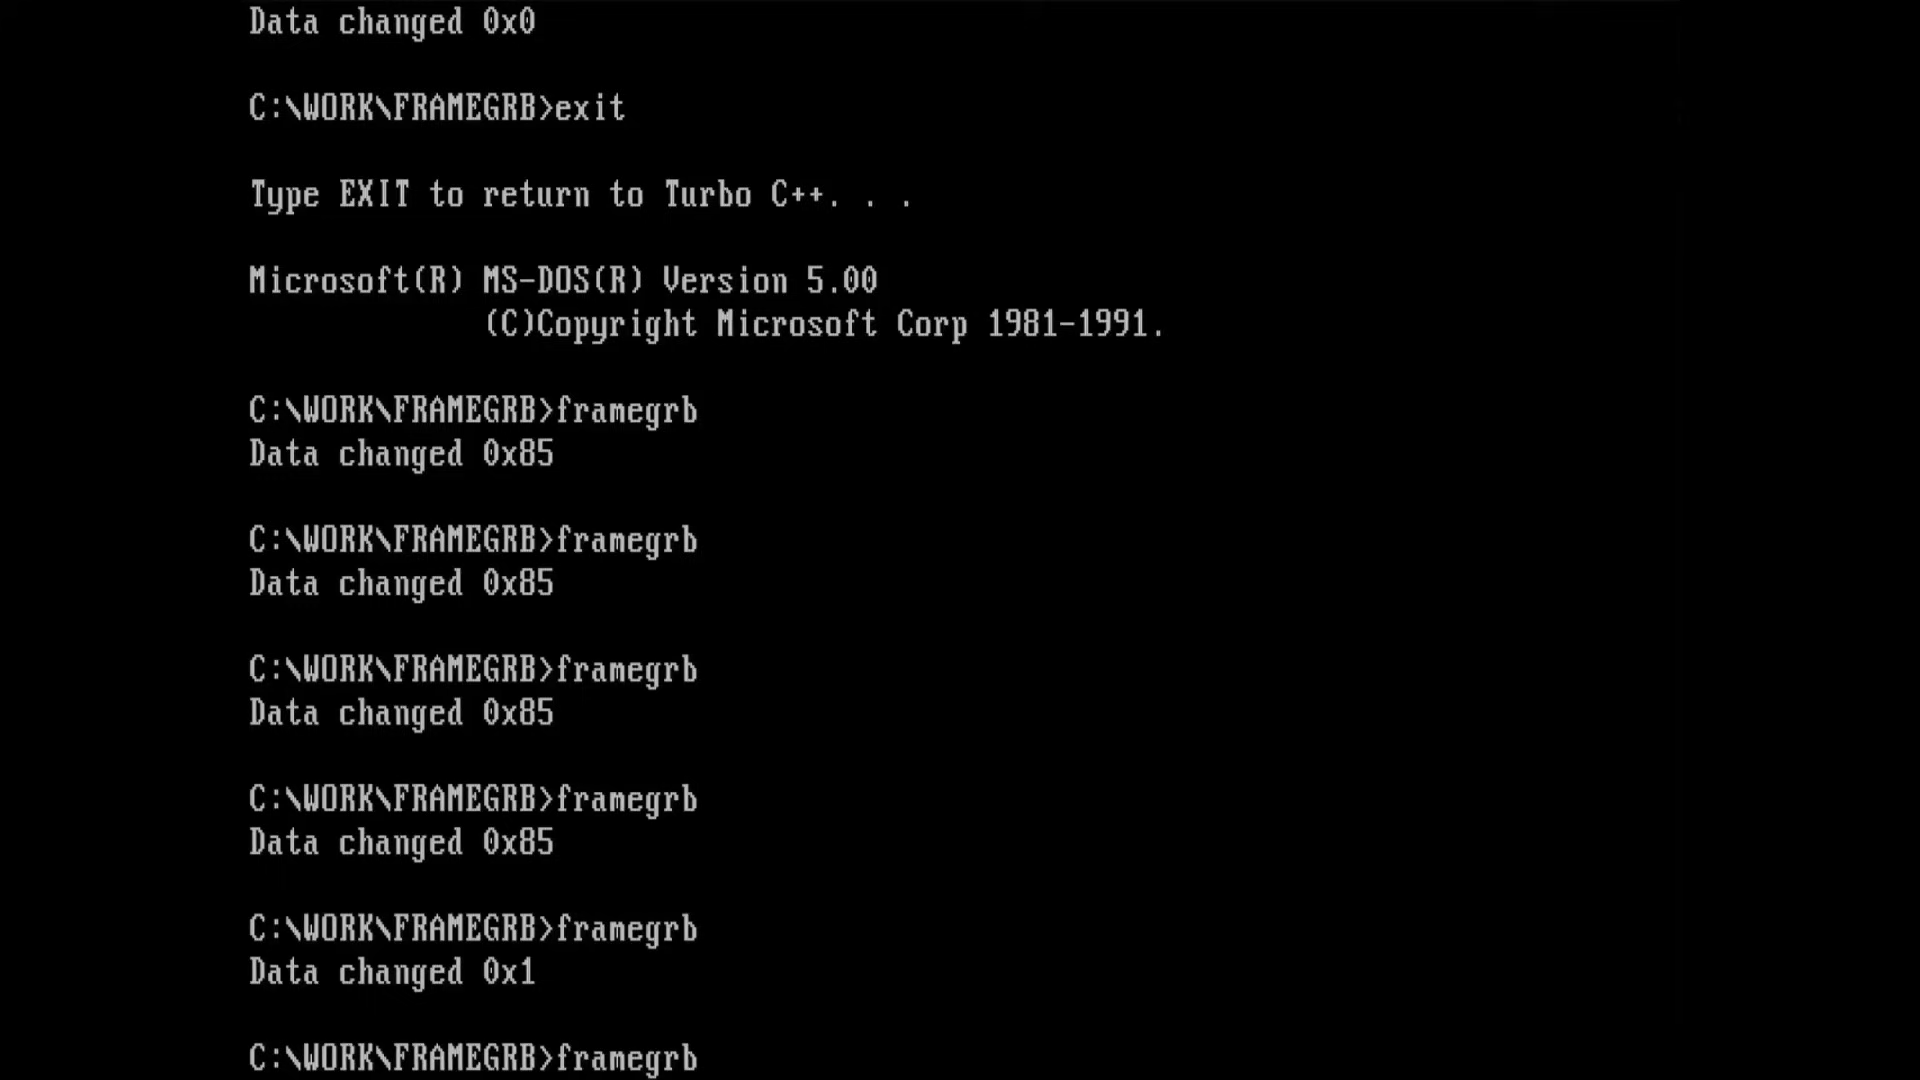 Data changed 0x0
C:\WORK\FRAMEGRB>exit
Type EXIT to return to Turbo C++. . .
Microsoft(R) MS-DOS(R) Version 5.00
(C)Copyright Microsoft Corp 1981-1991.
C:\WORK\FRAMEGRB>framegrb
Data changed 0x85
C:\WORK\FRAMEGRB>framegrb
Data changed 0x85
C:\WORK\FRAMEGRB>framegrb
Data changed 0x85
C:\WORK\FRAMEGRB>framegrb
Data changed 0x85
C:\WORK\FRAMEGRB>framegrb
Data changed 0x1
C:\WORK\FRAMEGRB>framegrb